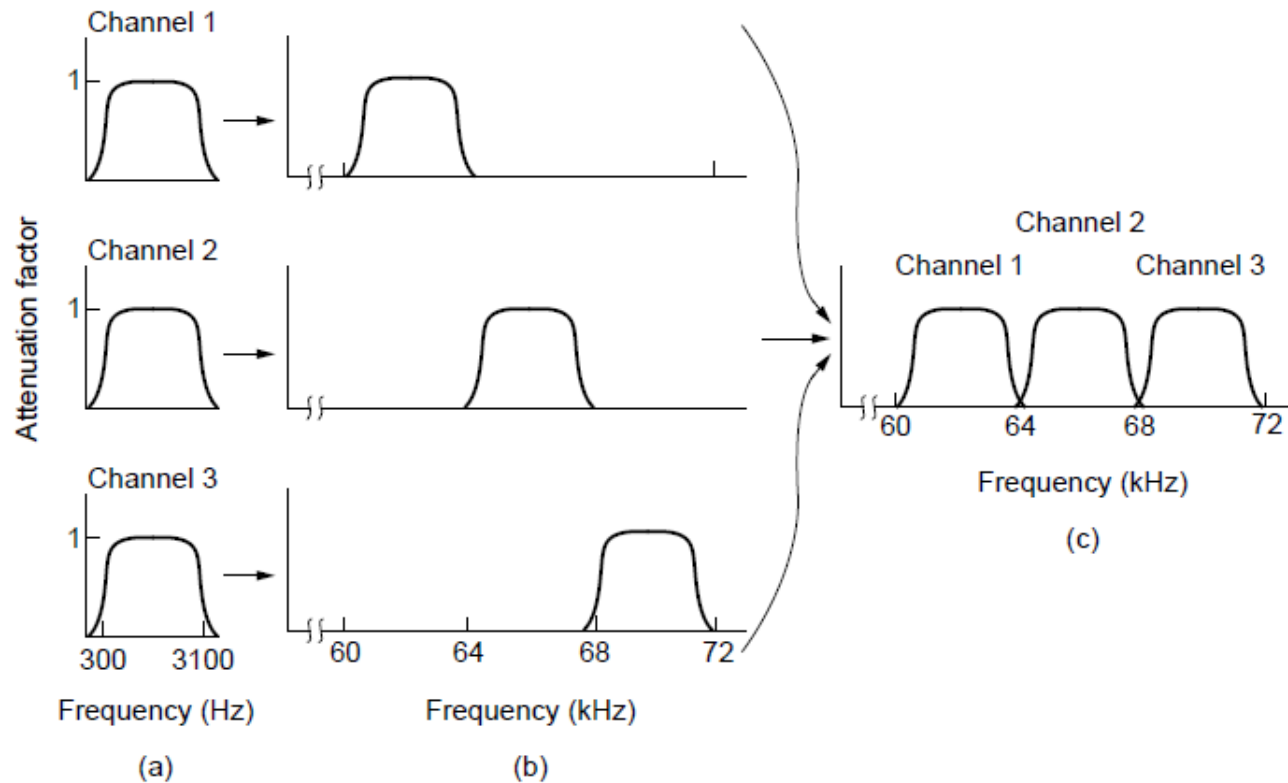 Channel 1
1
Channel 2
1
Channel 3
1
Attenuation factor
300 3100
Frequency (Hz)
(a)
60 64 68 72
Frequency (kHz)
(b)
Channel 2
Channel 1 Channel 3
60 64 68 72
Frequency (kHz)
(c)